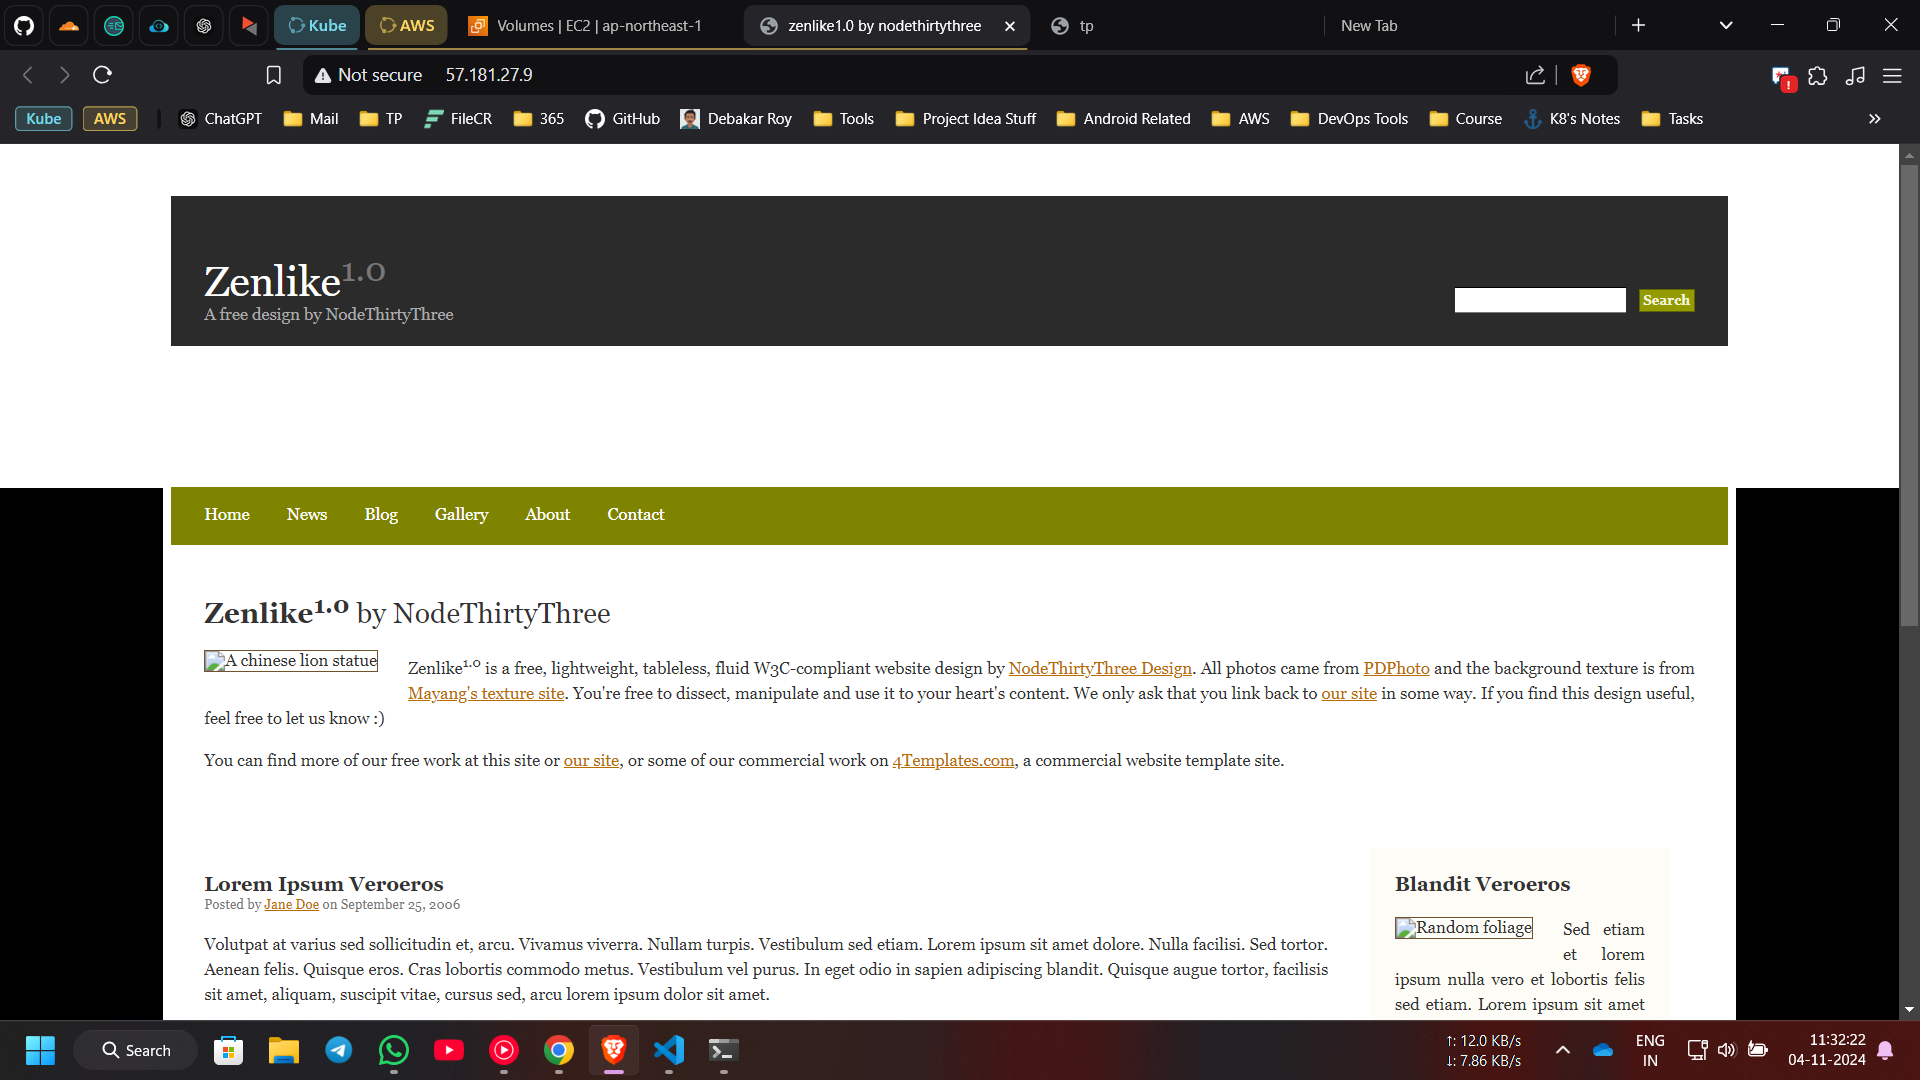 Kube
AWS
Volumes | EC2 | ap-northeast-1
zenlike1.0 by nodethirtythree
tp
New Tab
Not secure
57.181.27.9
Kube
AWS
ChatGPT
Mail
TP
FileCR
365
GitHub
Debakar Roy
Tools
Project Idea Stuff
Android Related
AWS
DevOps Tools
Course
K8's Notes
Tasks
Zenlike1.0
A free design by NodeThirtyThree
Search
Home
News
Blog
Gallery
About
Contact
Zenlike1.0 by NodeThirtyThree
A chinese lion statue
Zenlike1.0 is a free, lightweight, tableless, fluid W3C-compliant website design by NodeThirtyThree Design. All photos came from PDPhoto and the background texture is from
Mayang's texture site. You're free to dissect, manipulate and use it to your heart's content. We only ask that you link back to our site in some way. If you find this design useful,
feel free to let us know :)
You can find more of our free work at this site or our site, or some of our commercial work on 4Templates.com, a commercial website template site.
Lorem Ipsum Veroeros
Posted by Jane Doe on September 25, 2006
Volutpat at varius sed sollicitudin et, arcu. Vivamus viverra. Nullam turpis. Vestibulum sed etiam. Lorem ipsum sit amet dolore. Nulla facilisi. Sed tortor.
Aenean felis. Quisque eros. Cras lobortis commodo metus. Vestibulum vel purus. In eget odio in sapien adipiscing blandit. Quisque augue tortor, facilisis
sit amet, aliquam, suscipit vitae, cursus sed, arcu lorem ipsum dolor sit amet.
Blandit Veroeros
Random foliage
Sed etiam
et lorem
ipsum nulla vero et lobortis felis
sed etiam. Lorem ipsum sit amet
Search
↑: 12.0 KB/s
↓: 7.86 KB/s
ENG
IN
11:32:22
04-11-2024